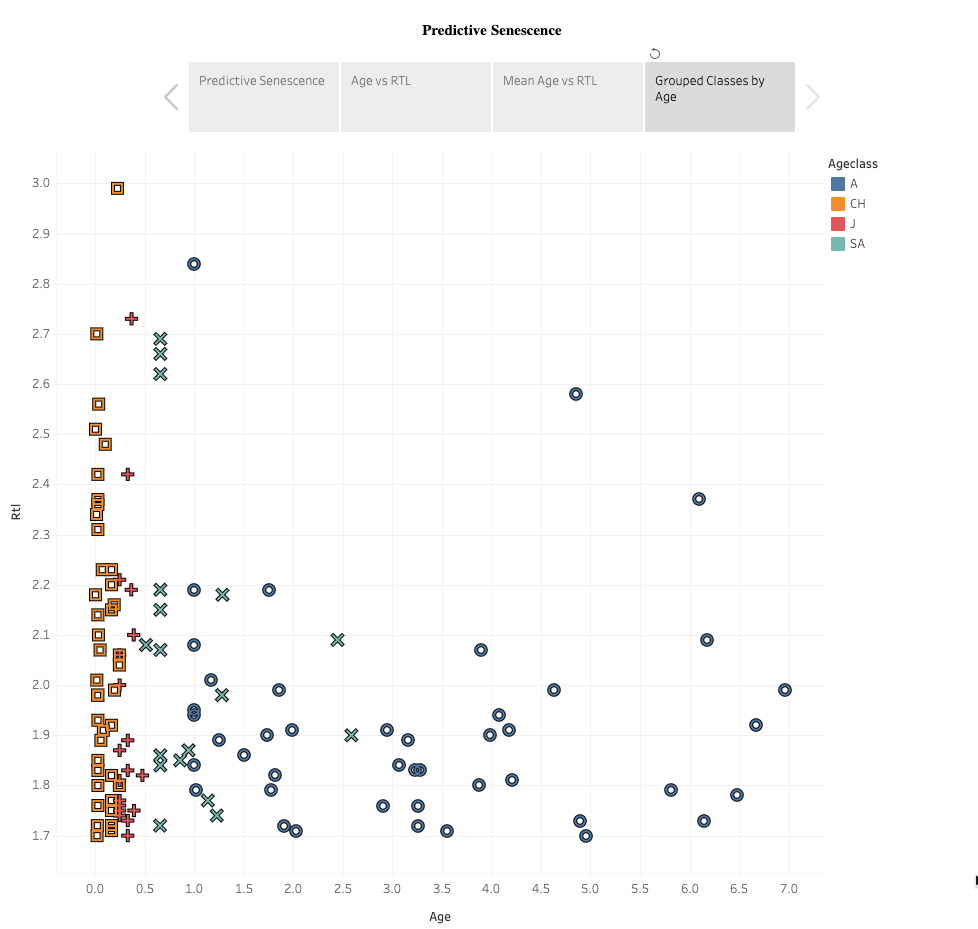 Predictive Senescence
Predictive Senescence
Age vs RTL
Mean Age vs RTL
Grouped Classes by
Age
Ageclass
A
CH
J
SA
3.0
2.9
2.8
2.7
2.6
2.5
2.4
2.3
2.2
2.1
2.0
1.9
1.8
1.7
Rtl
0.0 0.5 1.0 1.5 2.0 2.5 3.0 3.5 4.0 4.5 5.0 5.5 6.0 6.5 7.0
Age